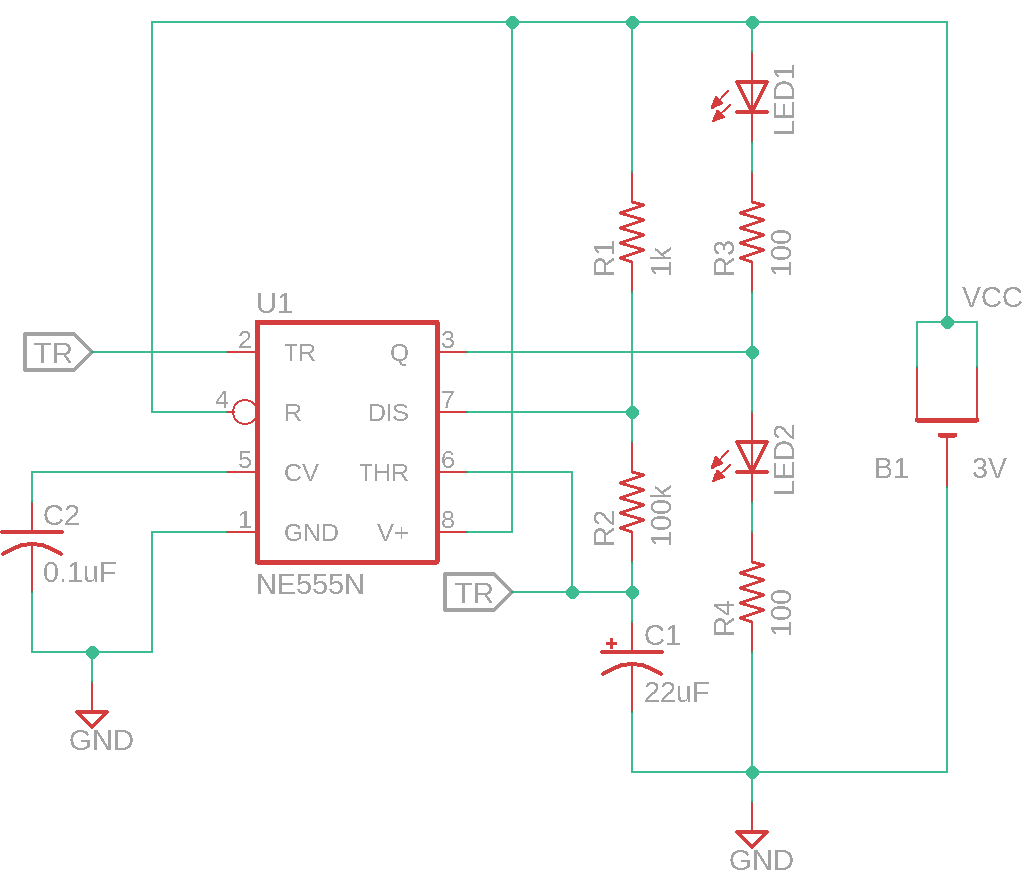 LED1
R1
1k
R3
100
VCC
U1
TR
2
TR
Q
3
4
R
DIS
7
5
CV
THR
6
1
GND
V+
8
NE555N
C2
0.1uF
GND
R2
100k
LED2
B1
3V
TR
C1
22uF
R4
100
GND